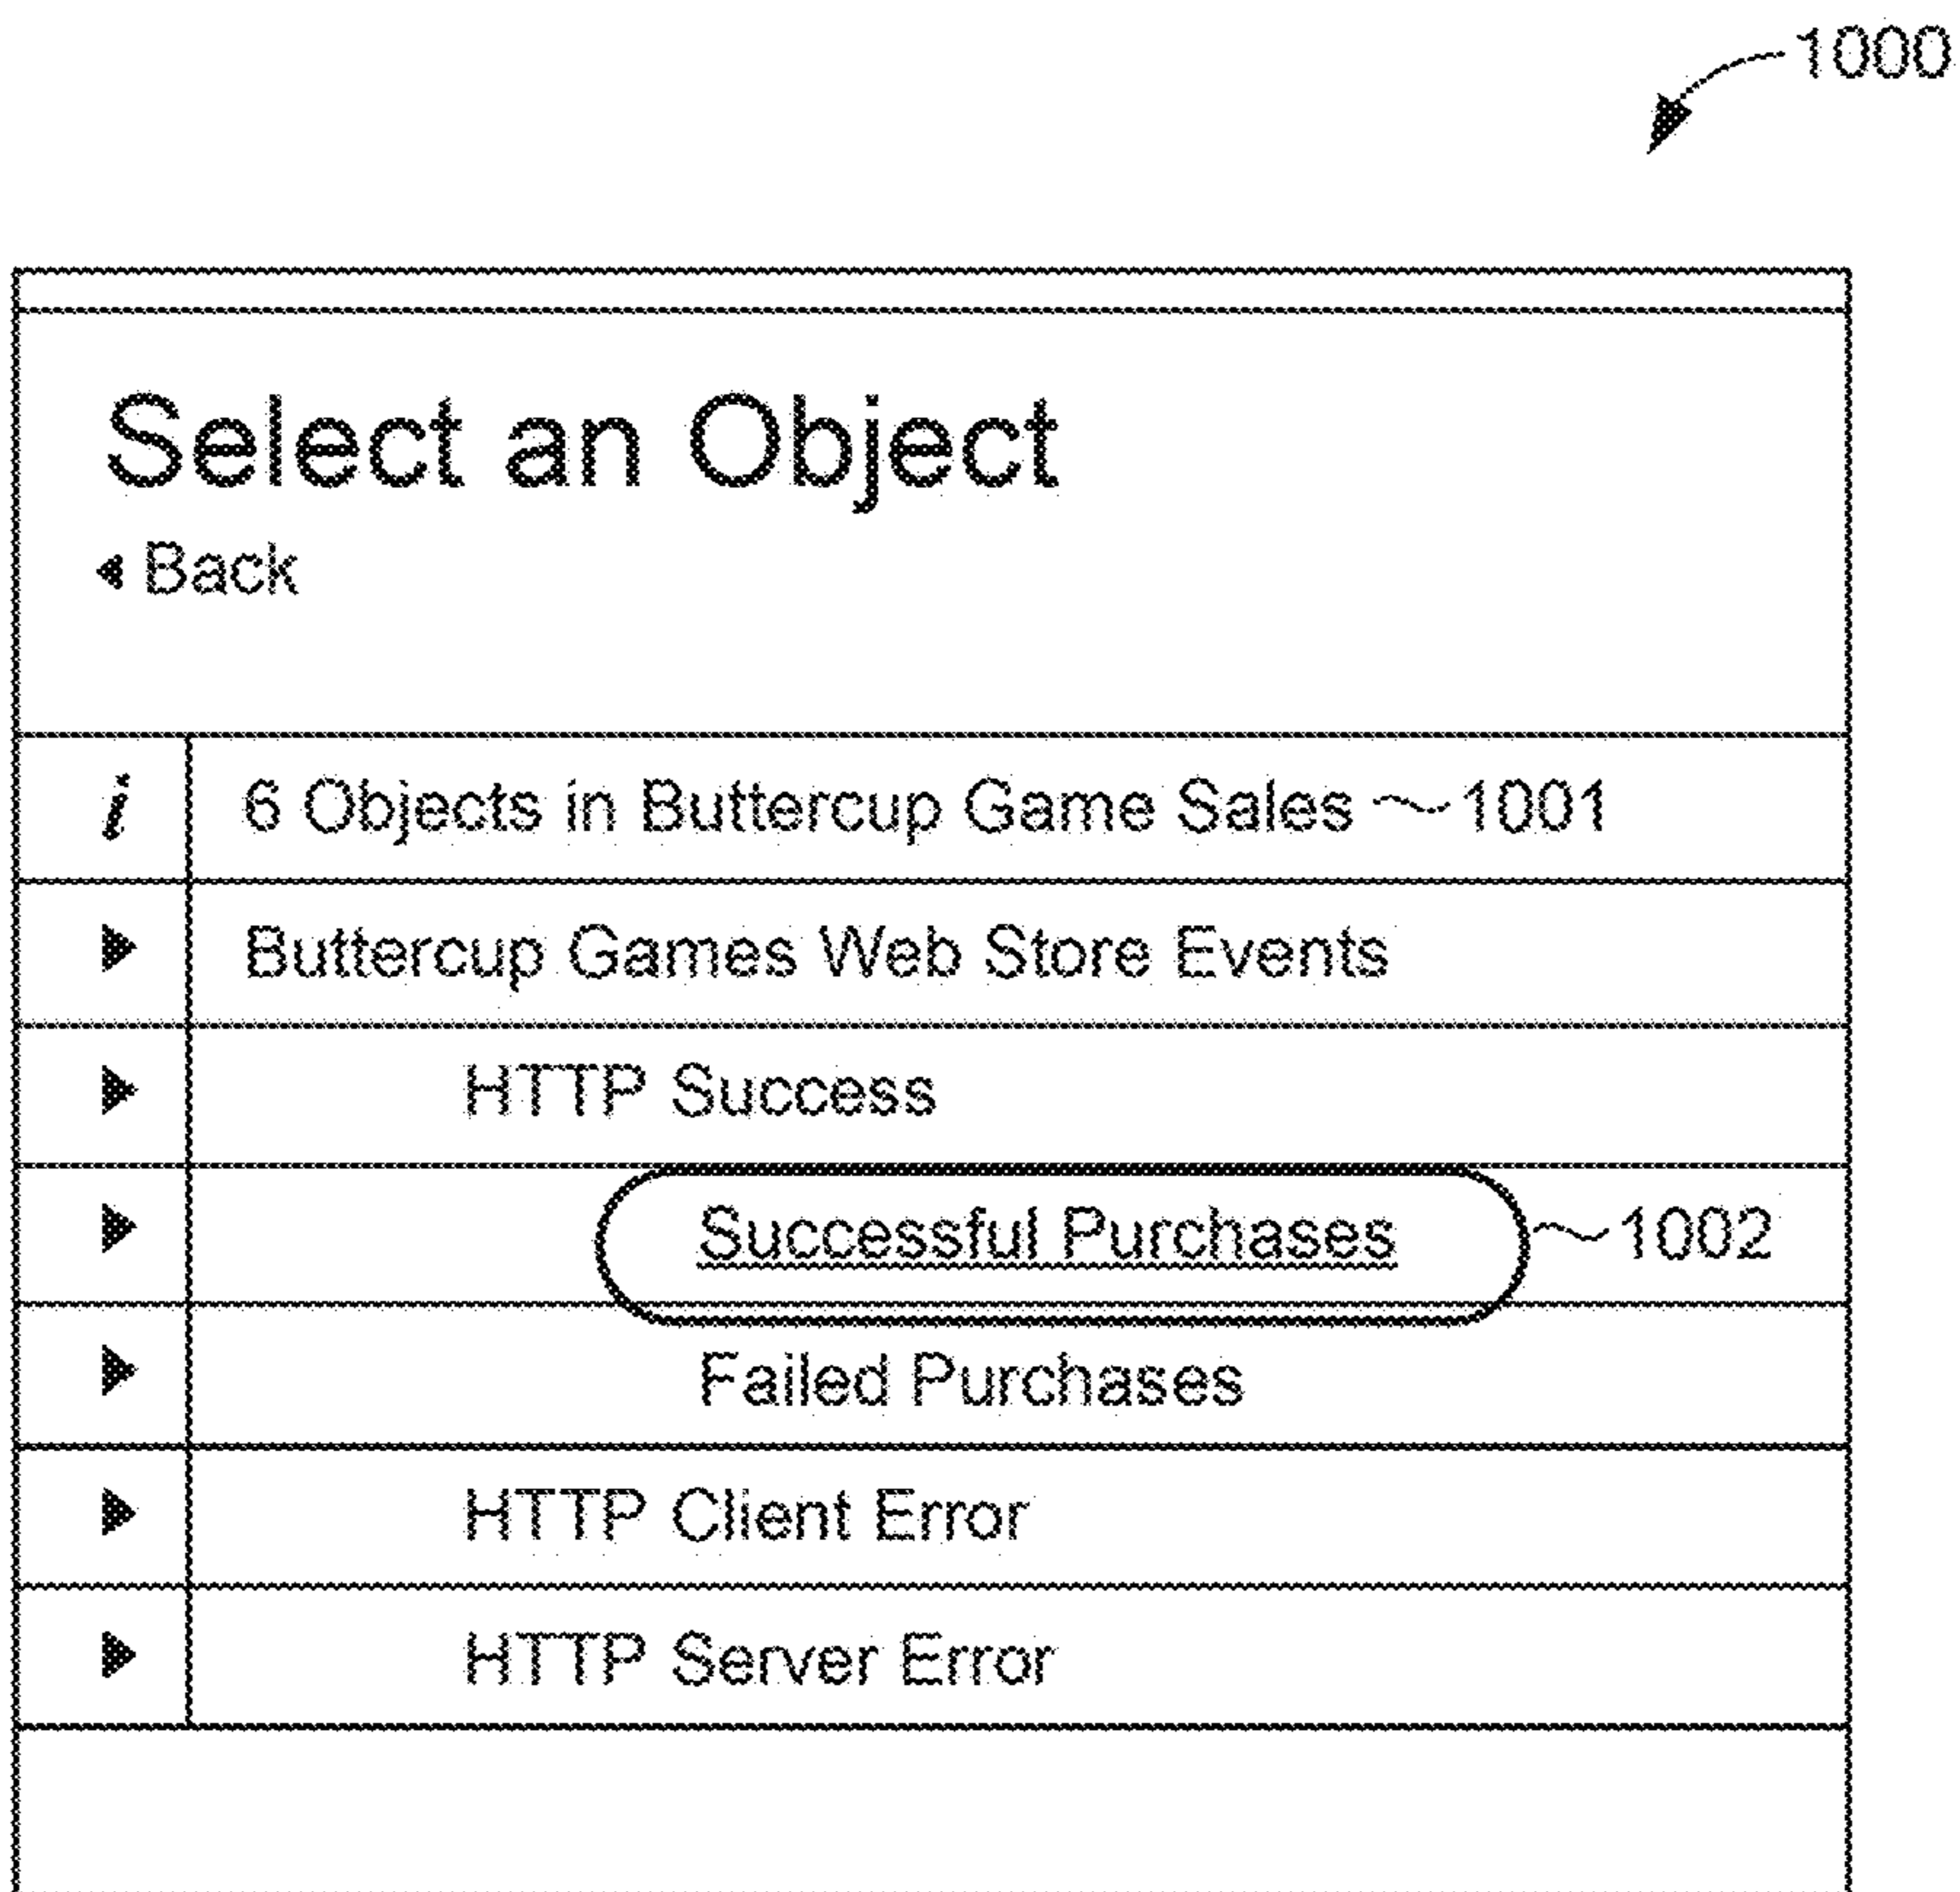 1000
Select an Object
Back
i 6 Objects in Buttercup Game Sales 1001
Buttercup Games Web Store Events
HTTP Success
Successful Purchases 1002
Failed Purchases
HTTP Client Error
HTTP Server Error